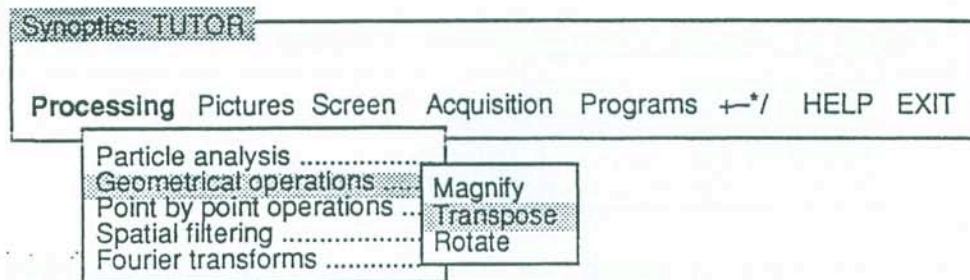 Synoptics: TUTOR
Processing Pictures Screen Acquisition Programs +-*/ HELP EXIT
Particle analysis ..................
Geometrical operations .....
Point by point operations ...
Spatial filtering ..................
Fourier transforms .............
Magnify
Transpose
Rotate